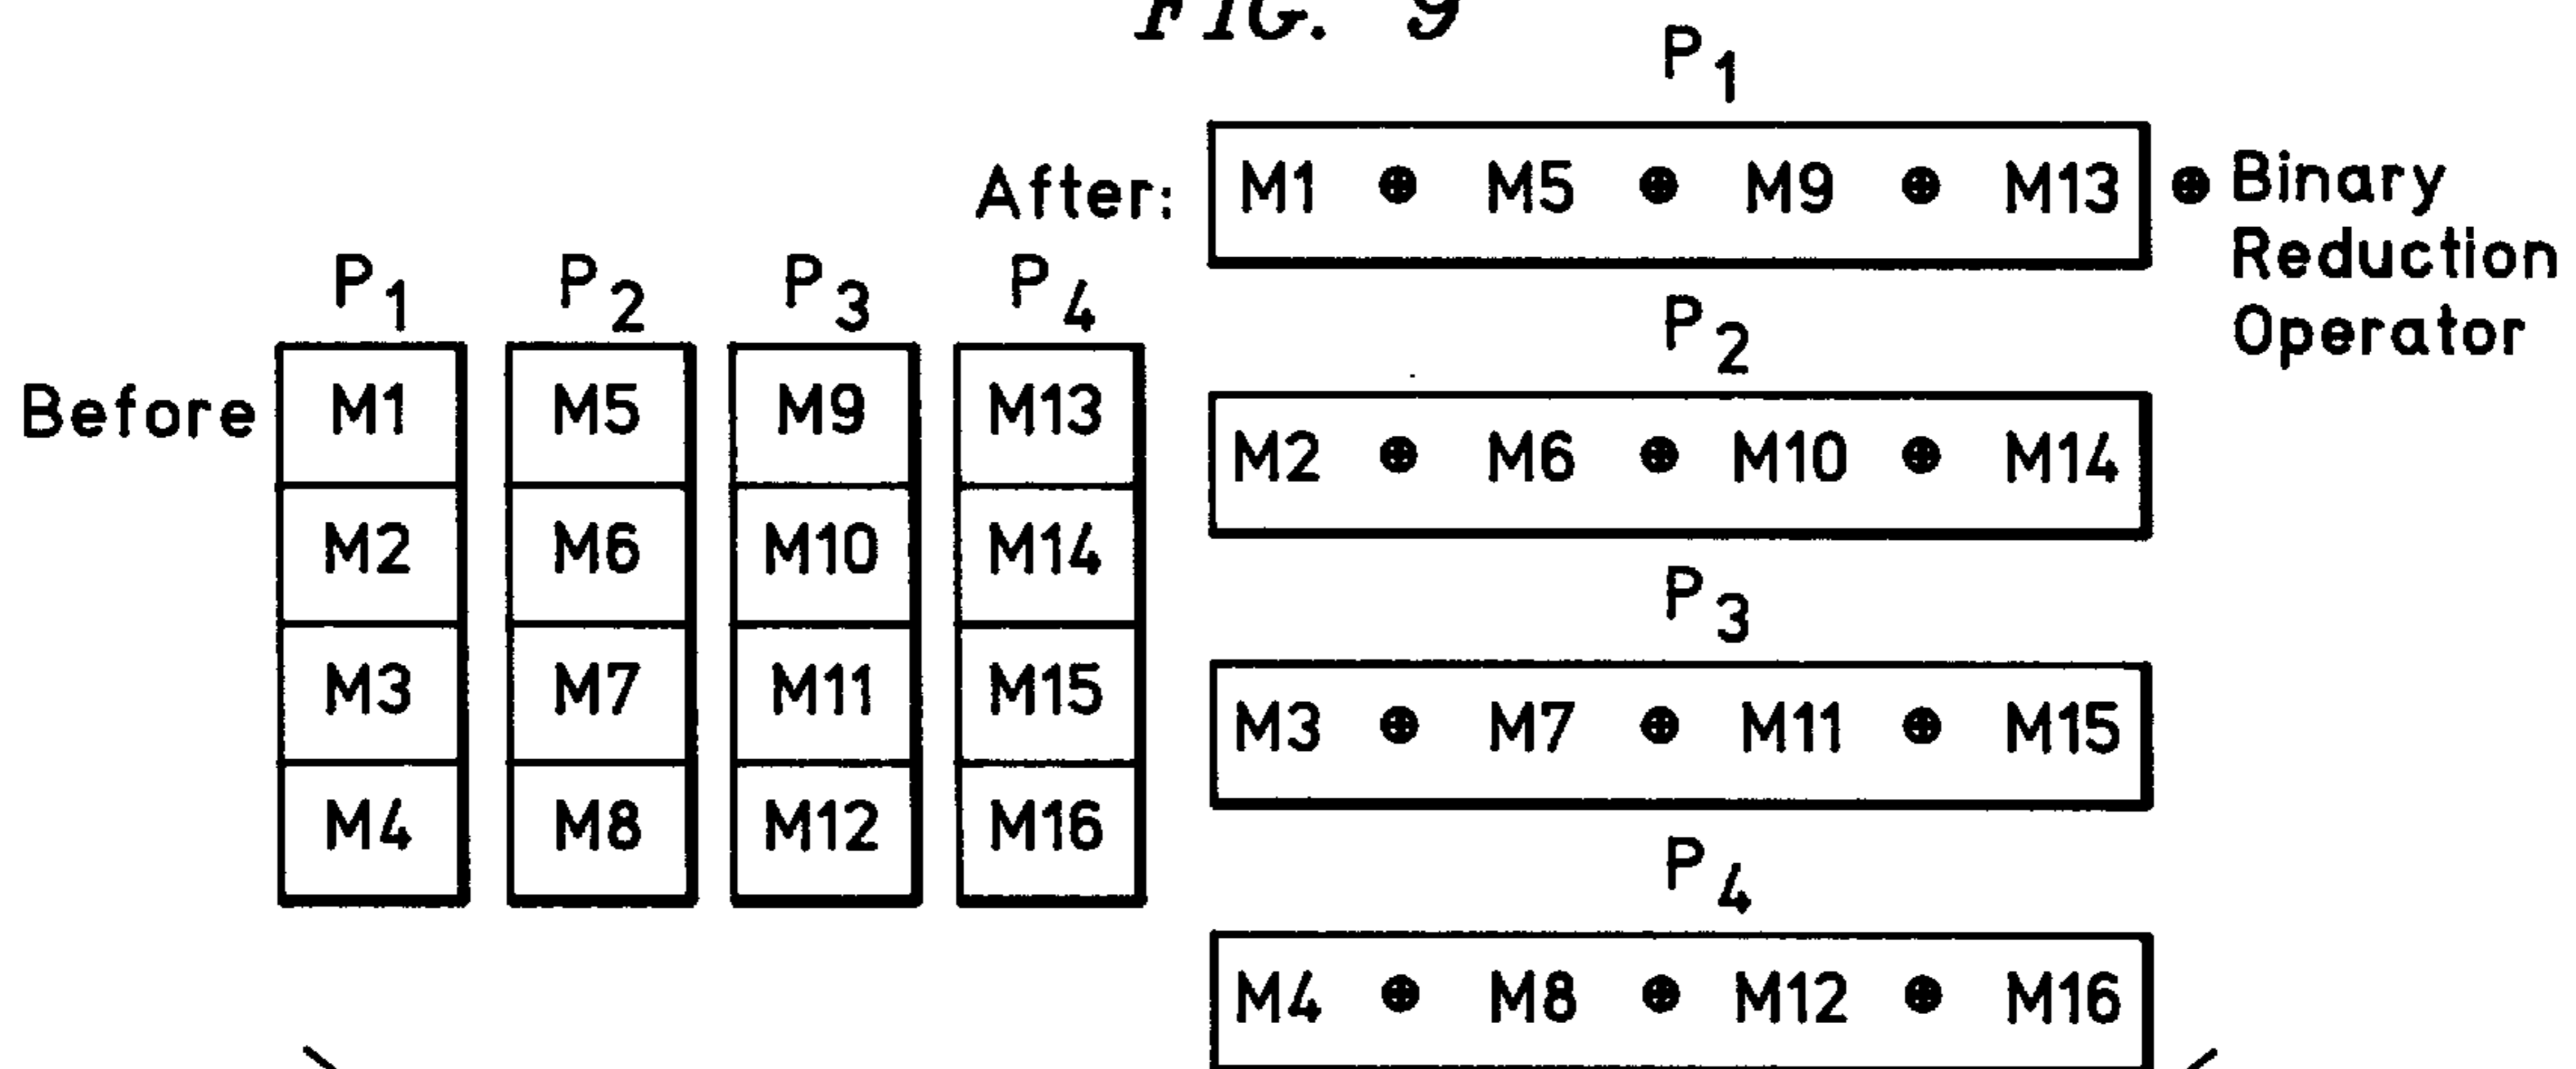 FIG. 9
Before
P1 P2 P3 P4
M1 M5 M9 M13
M2 M6 M10 M14
M3 M7 M11 M15
M4 M8 M12 M16
After:
P1
M1 ⊕ M5 ⊕ M9 ⊕ M13
⊕ Binary
Reduction
Operator
P2
M2 ⊕ M6 ⊕ M10 ⊕ M14
P3
M3 ⊕ M7 ⊕ M11 ⊕ M15
P4
M4 ⊕ M8 ⊕ M12 ⊕ M16